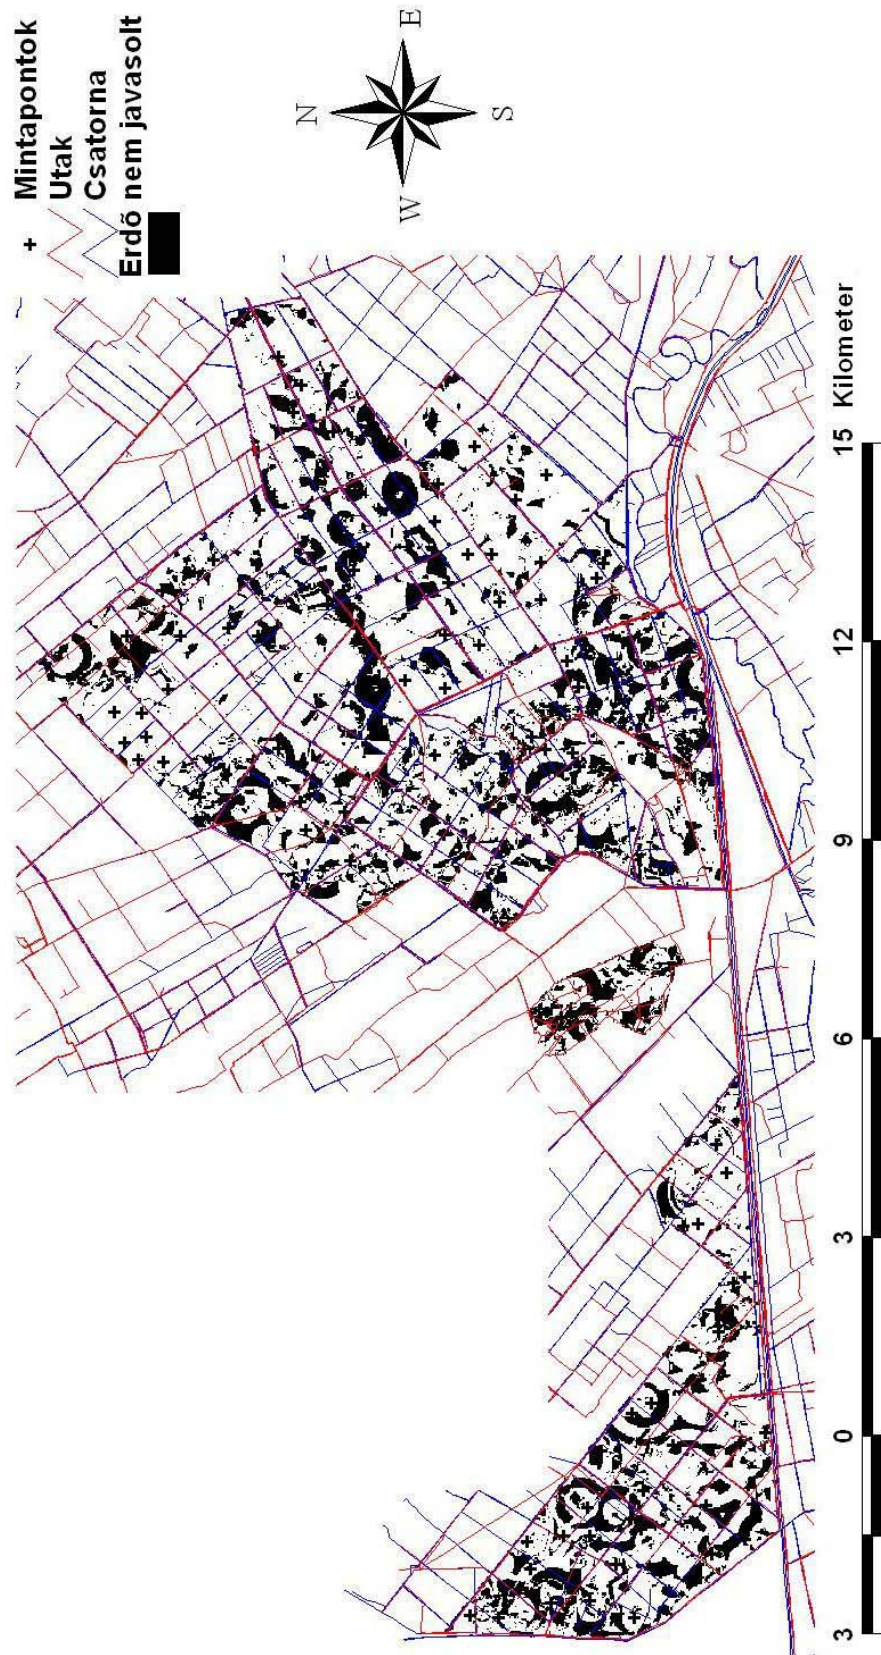 Mintapontok
Utak
Csatorna
Erdő nem javasolt
N
E
W
S
3 0 3 6 9 12 15 Kilometer